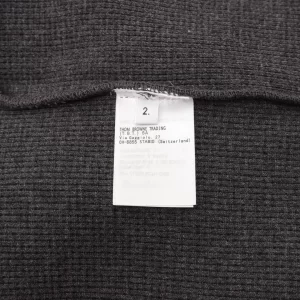 2.
THOM BROWNE TRADING
Via Gaggiolo, 27
CH-6855 STABIO (Switzerland)